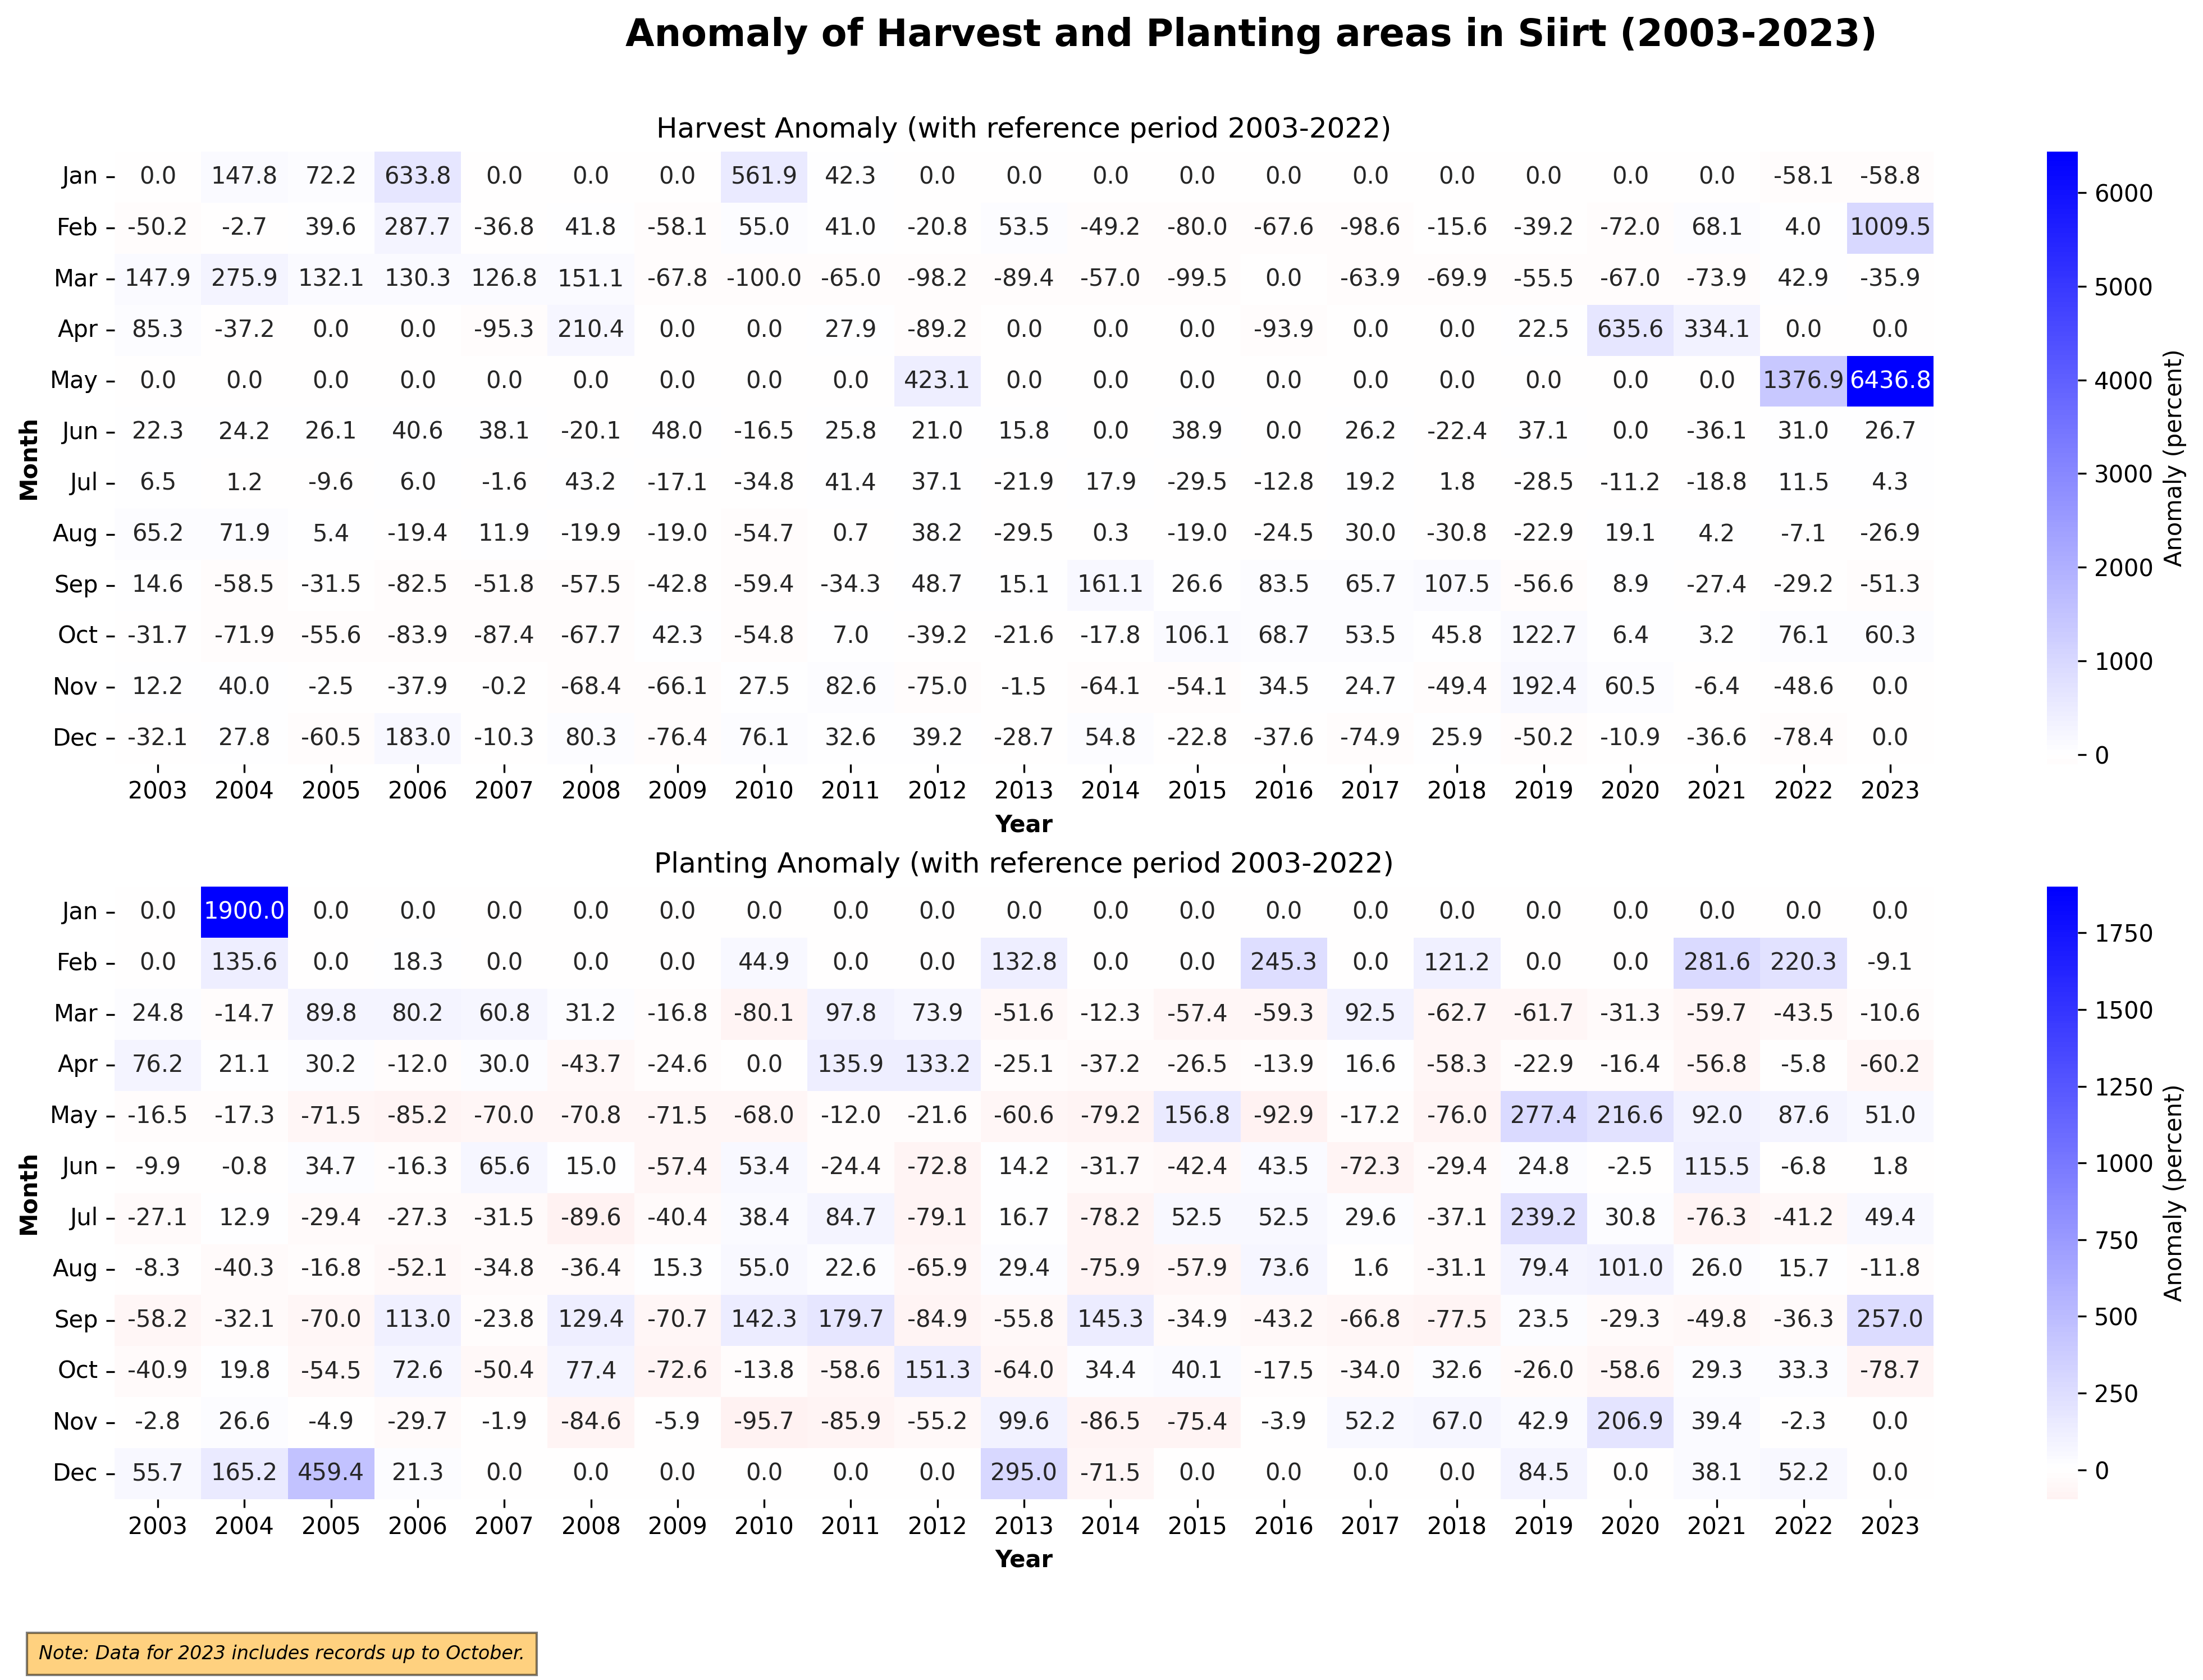 Anomaly of Harvest and Planting areas in Siirt (2003-2023)
Harvest Anomaly (with reference period 2003-2022)
Jan 0.0 147.8 72.2 633.8 0.0 0.0 0.0 561.9 42.3 0.0 0.0 0.0 0.0 0.0 0.0 0.0 0.0 0.0 0.0 -58.1 -58.8
Feb -50.2 -2.7 39.6 287.7 -36.8 41.8 -58.1 55.0 41.0 -20.8 53.5 -49.2 -80.0 -67.6 -98.6 -15.6 -39.2 -72.0 68.1 4.0 1009.5
Mar 147.9 275.9 132.1 130.3 126.8 151.1 -67.8 -100.0 -65.0 -98.2 -89.4 -57.0 -99.5 0.0 -63.9 -69.9 -55.5 -67.0 -73.9 42.9 -35.9
Apr 85.3 -37.2 0.0 0.0 -95.3 210.4 0.0 0.0 27.9 -89.2 0.0 0.0 0.0 -93.9 0.0 0.0 22.5 635.6 334.1 0.0 0.0
May 0.0 0.0 0.0 0.0 0.0 0.0 0.0 0.0 0.0 423.1 0.0 0.0 0.0 0.0 0.0 0.0 0.0 0.0 0.0 1376.9 6436.8
Jun 22.3 24.2 26.1 40.6 38.1 -20.1 48.0 -16.5 25.8 21.0 15.8 0.0 38.9 0.0 26.2 -22.4 37.1 0.0 -36.1 31.0 26.7
Jul 6.5 1.2 -9.6 6.0 -1.6 43.2 -17.1 -34.8 41.4 37.1 -21.9 17.9 -29.5 -12.8 19.2 1.8 -28.5 -11.2 -18.8 11.5 4.3
Aug 65.2 71.9 5.4 -19.4 11.9 -19.9 -19.0 -54.7 0.7 38.2 -29.5 0.3 -19.0 -24.5 30.0 -30.8 -22.9 19.1 4.2 -7.1 -26.9
Sep 14.6 -58.5 -31.5 -82.5 -51.8 -57.5 -42.8 -59.4 -34.3 48.7 15.1 161.1 26.6 83.5 65.7 107.5 -56.6 8.9 -27.4 -29.2 -51.3
Oct -31.7 -71.9 -55.6 -83.9 -87.4 -67.7 42.3 -54.8 7.0 -39.2 -21.6 -17.8 106.1 68.7 53.5 45.8 122.7 6.4 3.2 76.1 60.3
Nov 12.2 40.0 -2.5 -37.9 -0.2 -68.4 -66.1 27.5 82.6 -75.0 -1.5 -64.1 -54.1 34.5 24.7 -49.4 192.4 60.5 -6.4 -48.6 0.0
Dec -32.1 27.8 -60.5 183.0 -10.3 80.3 -76.4 76.1 32.6 39.2 -28.7 54.8 -22.8 -37.6 -74.9 25.9 -50.2 -10.9 -36.6 -78.4 0.0
2003 2004 2005 2006 2007 2008 2009 2010 2011 2012 2013 2014 2015 2016 2017 2018 2019 2020 2021 2022 2023
Year
Month
6000
5000
4000
3000
2000
1000
0
Anomaly (percent)
Planting Anomaly (with reference period 2003-2022)
Jan 0.0 1900.0 0.0 0.0 0.0 0.0 0.0 0.0 0.0 0.0 0.0 0.0 0.0 0.0 0.0 0.0 0.0 0.0 0.0 0.0 0.0
Feb 0.0 135.6 0.0 18.3 0.0 0.0 0.0 44.9 0.0 0.0 132.8 0.0 0.0 245.3 0.0 121.2 0.0 0.0 281.6 220.3 -9.1
Mar 24.8 -14.7 89.8 80.2 60.8 31.2 -16.8 -80.1 97.8 73.9 -51.6 -12.3 -57.4 -59.3 92.5 -62.7 -61.7 -31.3 -59.7 -43.5 -10.6
Apr 76.2 21.1 30.2 -12.0 30.0 -43.7 -24.6 0.0 135.9 133.2 -25.1 -37.2 -26.5 -13.9 16.6 -58.3 -22.9 -16.4 -56.8 -5.8 -60.2
May -16.5 -17.3 -71.5 -85.2 -70.0 -70.8 -71.5 -68.0 -12.0 -21.6 -60.6 -79.2 156.8 -92.9 -17.2 -76.0 277.4 216.6 92.0 87.6 51.0
Jun -9.9 -0.8 34.7 -16.3 65.6 15.0 -57.4 53.4 -24.4 -72.8 14.2 -31.7 -42.4 43.5 -72.3 -29.4 24.8 -2.5 115.5 -6.8 1.8
Jul -27.1 12.9 -29.4 -27.3 -31.5 -89.6 -40.4 38.4 84.7 -79.1 16.7 -78.2 52.5 52.5 29.6 -37.1 239.2 30.8 -76.3 -41.2 49.4
Aug -8.3 -40.3 -16.8 -52.1 -34.8 -36.4 15.3 55.0 22.6 -65.9 29.4 -75.9 -57.9 73.6 1.6 -31.1 79.4 101.0 26.0 15.7 -11.8
Sep -58.2 -32.1 -70.0 113.0 -23.8 129.4 -70.7 142.3 179.7 -84.9 -55.8 145.3 -34.9 -43.2 -66.8 -77.5 23.5 -29.3 -49.8 -36.3 257.0
Oct -40.9 19.8 -54.5 72.6 -50.4 77.4 -72.6 -13.8 -58.6 151.3 -64.0 34.4 40.1 -17.5 -34.0 32.6 -26.0 -58.6 29.3 33.3 -78.7
Nov -2.8 26.6 -4.9 -29.7 -1.9 -84.6 -5.9 -95.7 -85.9 -55.2 99.6 -86.5 -75.4 -3.9 52.2 67.0 42.9 206.9 39.4 -2.3 0.0
Dec 55.7 165.2 459.4 21.3 0.0 0.0 0.0 0.0 0.0 0.0 295.0 -71.5 0.0 0.0 0.0 0.0 84.5 0.0 38.1 52.2 0.0
2003 2004 2005 2006 2007 2008 2009 2010 2011 2012 2013 2014 2015 2016 2017 2018 2019 2020 2021 2022 2023
Year
Month
1750
1500
1250
1000
750
500
250
0
Anomaly (percent)
Note: Data for 2023 includes records up to October.